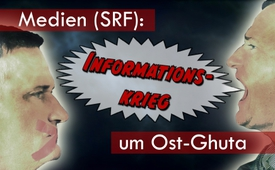 Medien (SRF):
INFORMATIONS-
KRIEG
um Ost-Ghuta